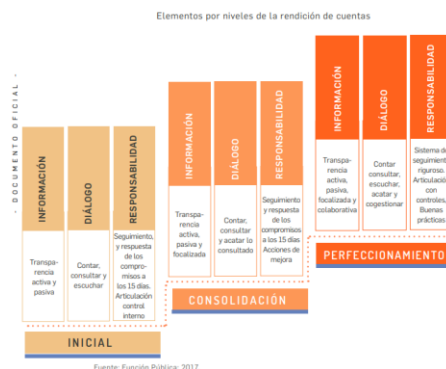 Elementos por niveles de la rendición de cuentas
- DOCUMENTO OFICIAL -
INFORMACIÓN
DIÁLOGO
RESPONSABILIDAD
Transpa-
rencia
activa y
pasiva
Contar,
consultar y
escuchar
Seguimiento,
y respuesta
de los
compro-
misos a
los 15 días.
Articulación
control
interno
INICIAL
INFORMACIÓN
DIÁLOGO
RESPONSABILIDAD
Transpa-
rencia
activa,
pasiva y
focalizada
Contar,
consultar
y acatar lo
consultado
Seguimiento
y respuesta
de los
compromisos
a los 15 días
Acciones de
mejora
CONSOLIDACIÓN
INFORMACIÓN
DIÁLOGO
RESPONSABILIDAD
Transpa-
rencia
activa,
pasiva,
focalizada y
colaborativa
Contar
consultar,
escuchar,
acatar y
cogestionar
Sistema de
seguimiento
riguroso.
Articulación
con
controles.
Buenas
prácticas
PERFECCIONAMIENTO
Fuente: Función Pública, 2017